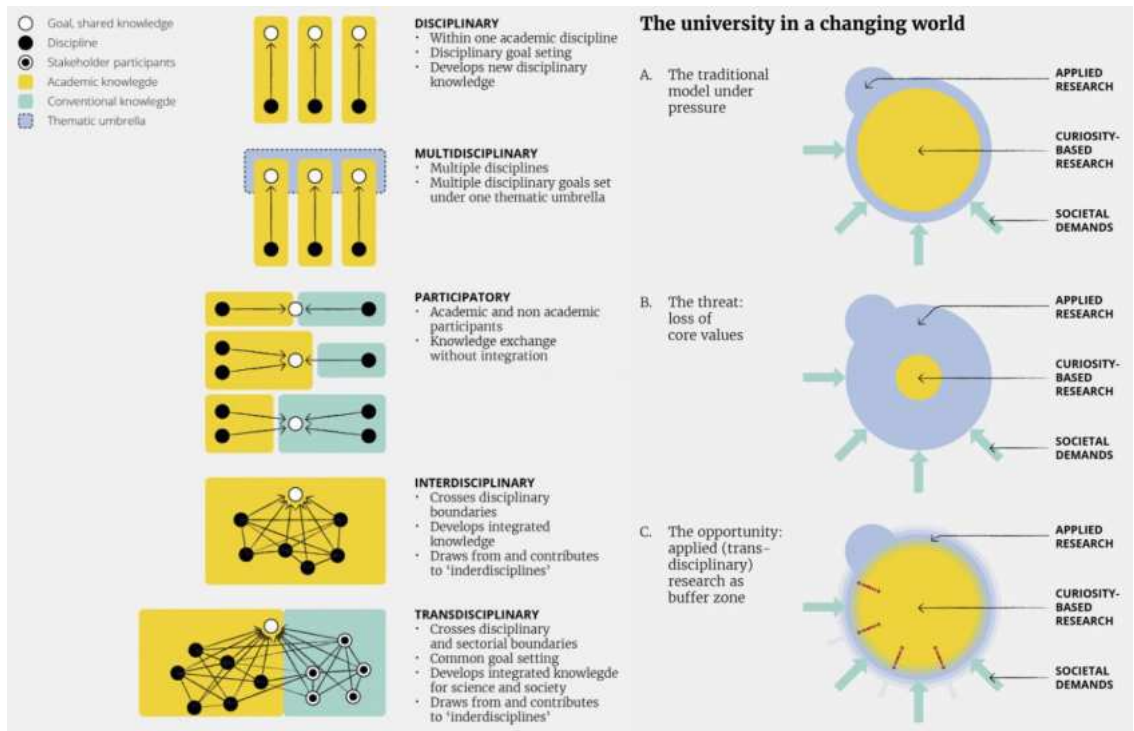 Goal, shared knowledge
Discipline
Stakeholder participants
Academic knowlegde
Conventional knowlegde
Thematic umbrella
DISCIPLINARY
· Within one academic discipline
· Disciplinary goal seting
· Develops new disciplinary
knowledge
MULTIDISCIPLINARY
· Multiple disciplines
· Multiple disciplinary goals set
under one thematic umbrella
PARTICIPATORY
· Academic and non academic
participants
· Knowledge exchange
without integration
INTERDISCIPLINARY
· Crosses disciplinary
boundaries
· Develops integrated
knowledge
· Draws from and contributes
to ‘inderdisciplines’
TRANSDISCIPLINARY
· Crosses disciplinary
and sectorial boundaries
· Common goal setting
· Develops integrated knowlegde
for science and society
· Draws from and contributes
to ‘inderdisciplines’
The university in a changing world
A. The traditional
model under
pressure
APPLIED
RESEARCH
CURIOSITY-
BASED
RESEARCH
SOCIETAL
DEMANDS
B. The threat:
loss of
core values
APPLIED
RESEARCH
CURIOSITY-
BASED
RESEARCH
SOCIETAL
DEMANDS
C. The opportunity:
applied (trans-
disciplinary)
research as
buffer zone
APPLIED
RESEARCH
CURIOSITY-
BASED
RESEARCH
SOCIETAL
DEMANDS